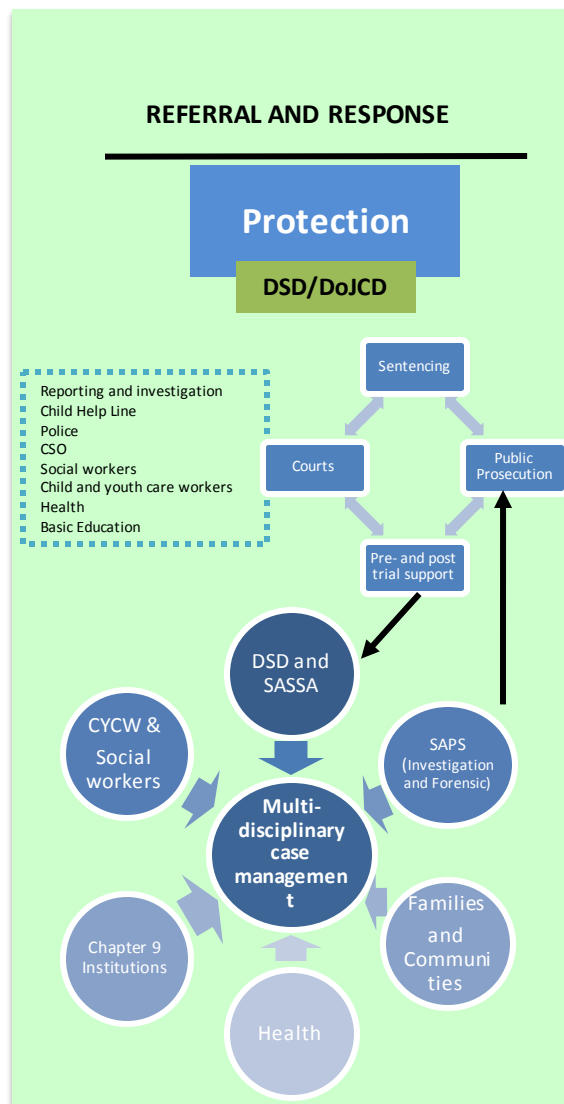 REFERRAL AND RESPONSE
Protection
DSD/DoJCD
Reporting and investigation
Child Help Line
Police
CSO
Social workers
Child and youth care workers
Health
Basic Education
Sentencing
Courts
Public
Prosecution
Pre- and post
trial support
DSD and
SASSA
CYCW &
Social
workers
SAPS
(Investigation
and Forensic)
Multi-
disciplinary
case
managemen
t
Chapter 9
Institutions
Families
and
Communi
ties
Health